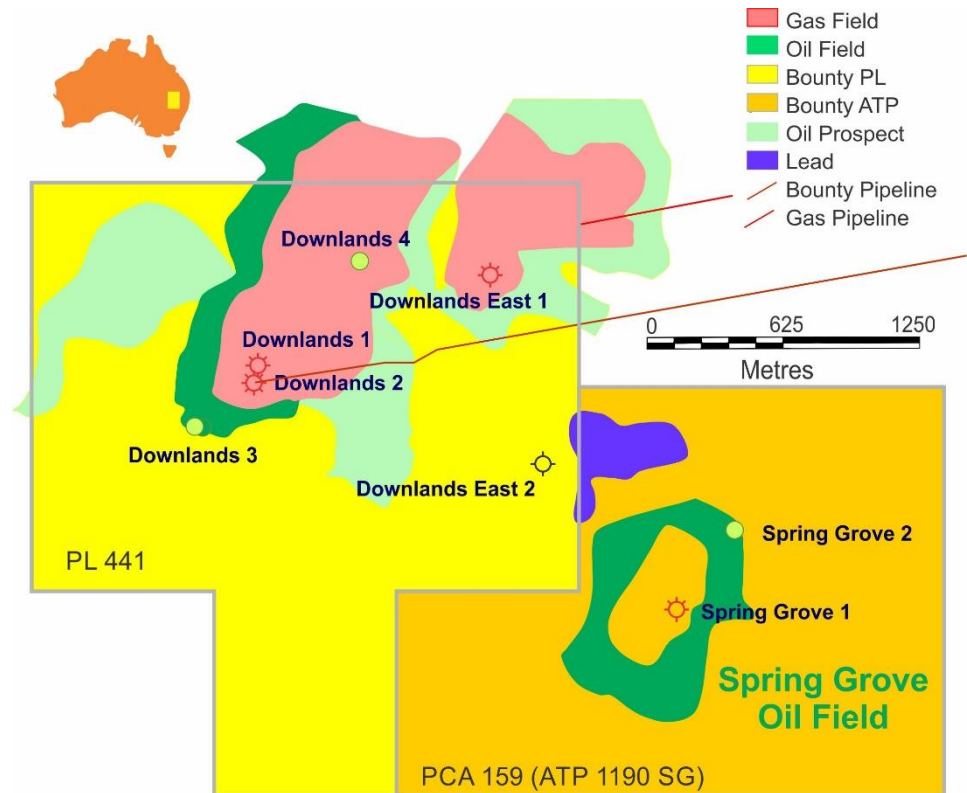 Gas Field
Oil Field
Bounty PL
Bounty ATP
Oil Prospect
Lead
Bounty Pipeline
Gas Pipeline
Downlands 4
Downlands East 1
0 625 1250
Metres
Downlands 1
Downlands 2
Downlands 3
Downlands East 2
Spring Grove 2
PL 441
Spring Grove 1
Spring Grove
Oil Field
PCA 159 (ATP 1190 SG)